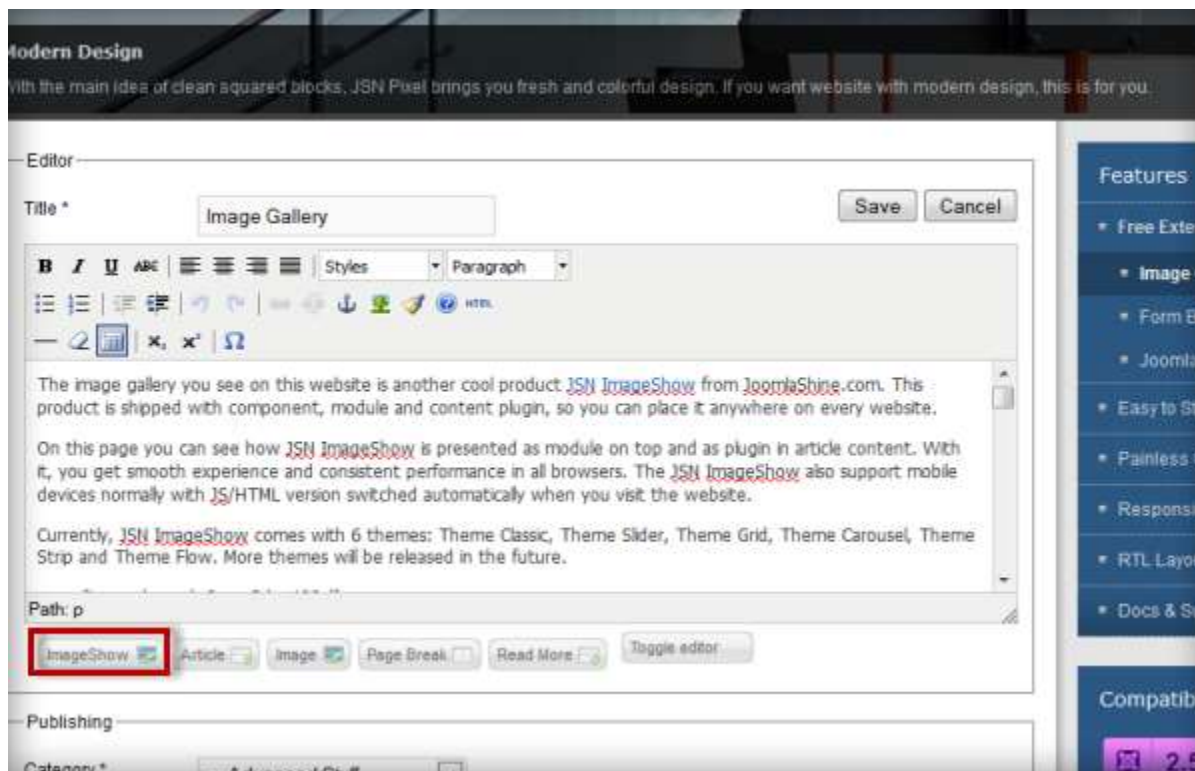 Modern Design
With the main idea of clean squared blocks, JSN Pixel brings you fresh and colorful design. If you want website with modern design, this is for you.
Editor
Title *
Image Gallery
Save
Cancel
B I U ABC
Styles
Paragraph
HTML
Ω
The image gallery you see on this website is another cool product JSN ImageShow from JoomlaShine.com. This
product is shipped with component, module and content plugin, so you can place it anywhere on every website.
On this page you can see how JSN ImageShow is presented as module on top and as plugin in article content. With
it, you get smooth experience and consistent performance in all browsers. The JSN ImageShow also support mobile
devices normally with JS/HTML version switched automatically when you visit the website.
Currently, JSN ImageShow comes with 6 themes: Theme Classic, Theme Slider, Theme Grid, Theme Carousel, Theme
Strip and Theme Flow. More themes will be released in the future.
Path: p
ImageShow
Article
Image
Page Break
Read More
Toggle editor
Publishing
Category *
Features
Free Exte
Image
Form B
Joomla
Easy to S
Painless
Respons
RTL Layo
Docs & S
Compatib
2.5